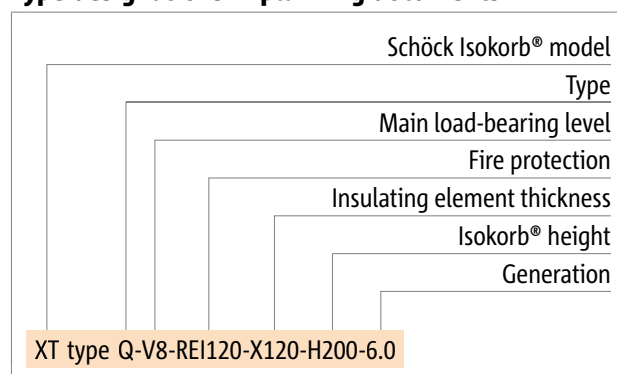 Schöck Isokorb® model
Type
Main load-bearing level
Fire protection
Insulating element thickness
Isokorb® height
Generation
XT type Q-V8-REI120-X120-H200-6.0